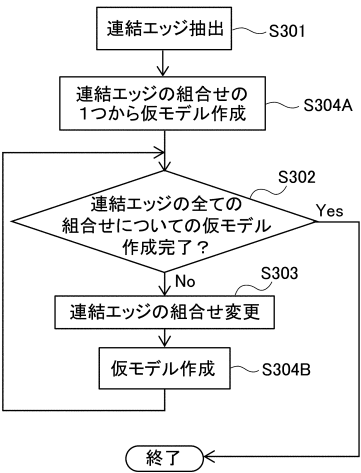 連結エッジ抽出
S301
連結エッジの組合せの
1つから仮モデル作成
S304A
連結エッジの全ての
組合せについての仮モデル
作成完了？
S302
Yes
No
S303
連結エッジの組合せ変更
仮モデル作成
S304B
終了